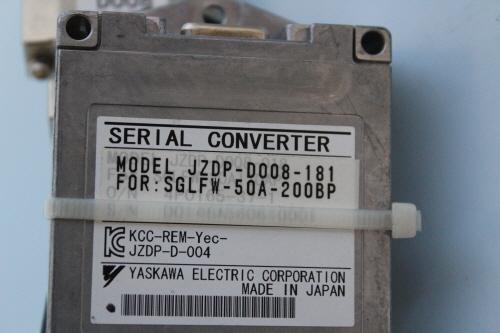 D008
SERIAL CONVERTER
MODEL JZDP-D008-181
FOR:SGLFW-50A-200BP
KCC-REM-Yec-
JZDP-D-004
YASKAWA ELECTRIC CORPORATION
MADE IN JAPAN